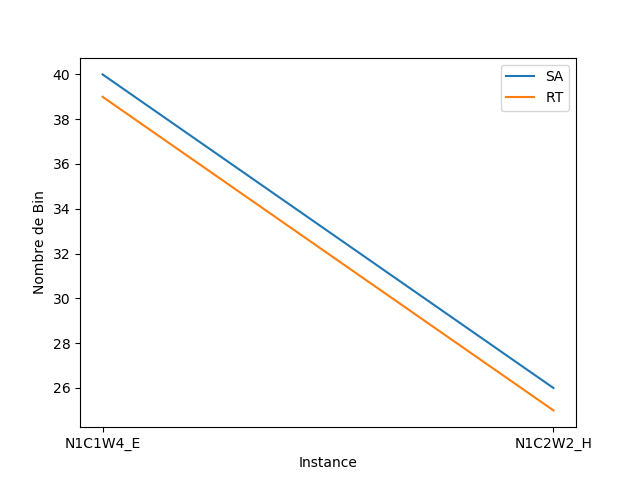 40
38
36
34
32
30
28
26
Nombre de Bin
SA
RT
N1C1W4_E
N1C2W2_H
Instance